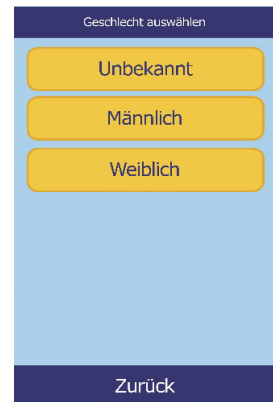 Geschlecht auswählen
Unbekannt
Männlich
Weiblich
Zurück